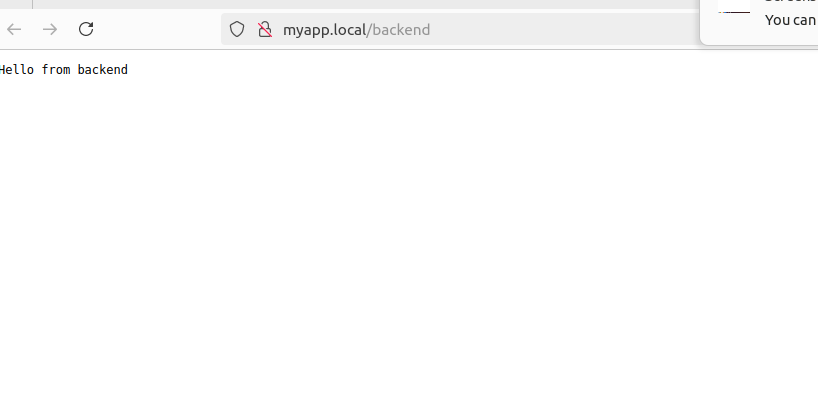 You can
myapp.local/backend
Hello from backend